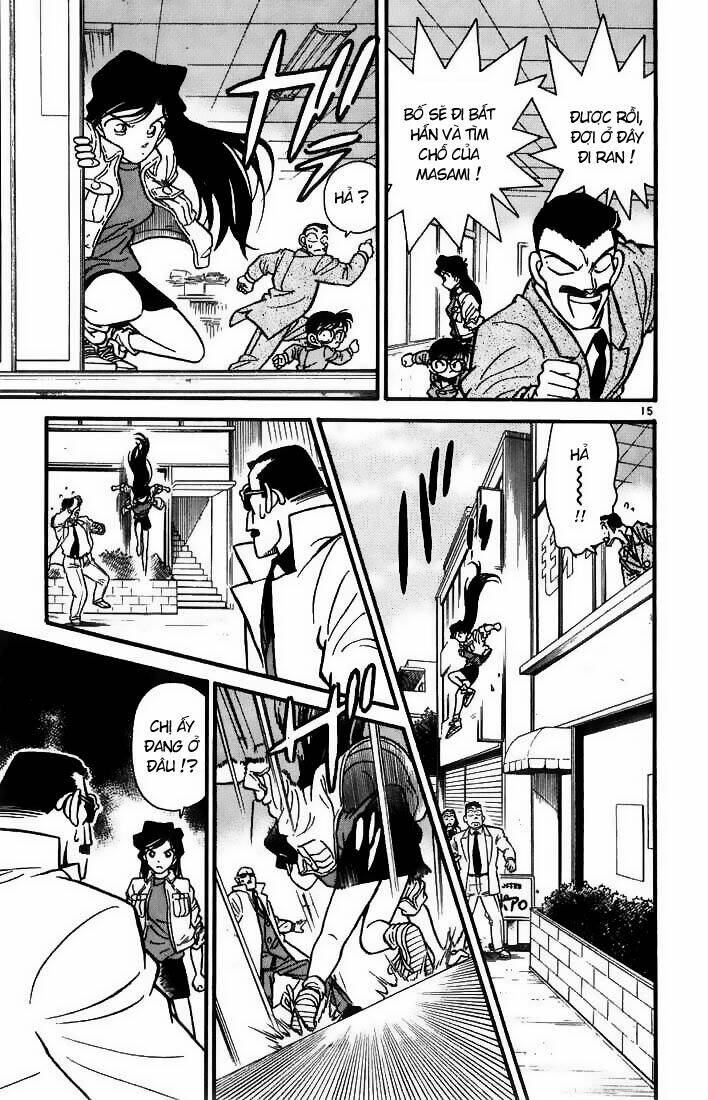 ĐƯỢC RỒI,
ĐỢI Ở ĐÂY
ĐI RAN !
BỐ SẼ ĐI BẮT
HẮN VÀ TÌM
CHỖ CỦA
MASAMI !
HẢ ?
15
HẢ
!!
CHỊ ẤY
ĐANG Ở
ĐÂU !?